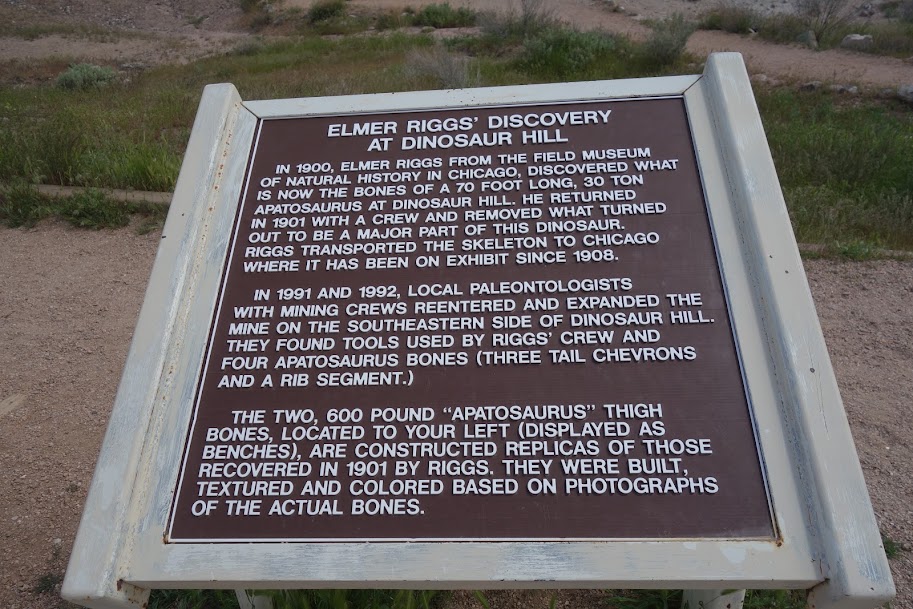 ELMER RIGGS' DISCOVERY
AT DINOSAUR HILL
IN 1900, ELMER RIGGS FROM THE FIELD MUSEUM
OF NATURAL HISTORY IN CHICAGO, DISCOVERED WHAT
IS NOW THE BONES OF A 70 FOOT LONG, 30 TON
APATOSAURUS AT DINOSAUR HILL. HE RETURNED
IN 1901 WITH A CREW AND REMOVED WHAT TURNED
OUT TO BE A MAJOR PART OF THIS DINOSAUR.
RIGGS TRANSPORTED THE SKELETON TO CHICAGO
WHERE IT HAS BEEN ON EXHIBIT SINCE 1908.
IN 1991 AND 1992, LOCAL PALEONTOLOGISTS
WITH MINING CREWS REENTERED AND EXPANDED THE
MINE ON THE SOUTHEASTERN SIDE OF DINOSAUR HILL.
THEY FOUND TOOLS USED BY RIGGS' CREW AND
FOUR APATOSAURUS BONES (THREE TAIL CHEVRONS
AND A RIB SEGMENT.)
THE TWO, 600 POUND "APATOSAURUS" THIGH
BONES, LOCATED TO YOUR LEFT (DISPLAYED AS
BENCHES), ARE CONSTRUCTED REPLICAS OF THOSE
RECOVERED IN 1901 BY RIGGS. THEY WERE BUILT,
TEXTURED AND COLORED BASED ON PHOTOGRAPHS
OF THE ACTUAL BONES.